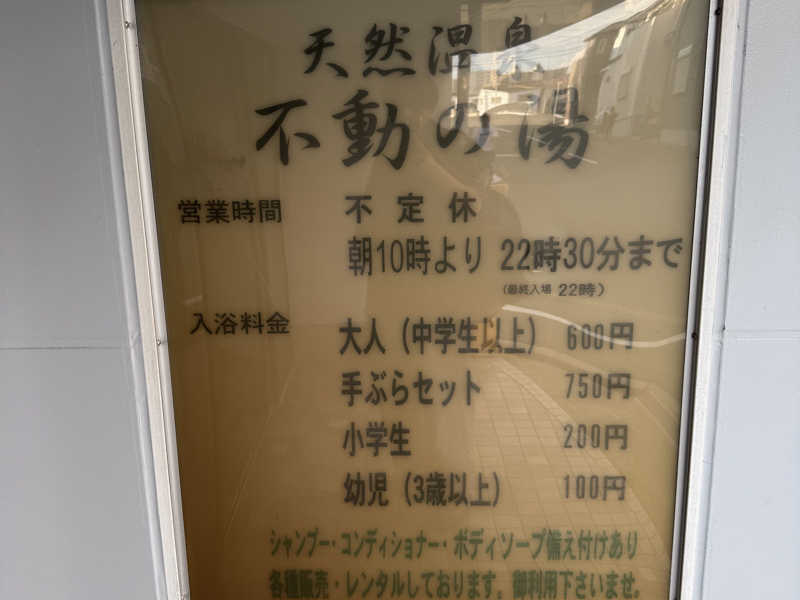 天然温泉
不動の湯
営業時間 不定休
朝10時より 22時30分まで
(最終入場 22時)
入浴料金 大人(中学生以上) 600円
手ぶらセット 750円
小学生 200円
幼児(3歳以上) 100円
シャンプー・コンディショナー・ボディソープ備え付けあり
各種販売・レンタルしております。御利用下さいませ。